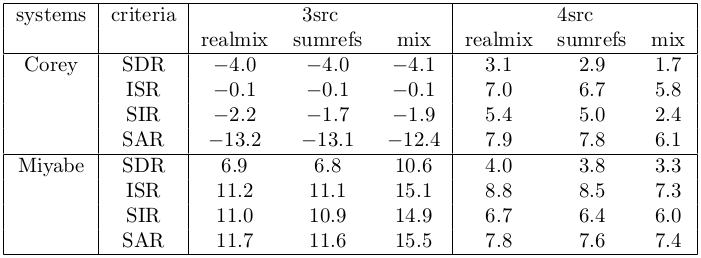 systems criteria 3src 4src
realmix sumrefs mix realmix sumrefs mix
Corey SDR −4.0 −4.0 −4.1 3.1 2.9 1.7
ISR −0.1 −0.1 −0.1 7.0 6.7 5.8
SIR −2.2 −1.7 −1.9 5.4 5.0 2.4
SAR −13.2 −13.1 −12.4 7.9 7.8 6.1
Miyabe SDR 6.9 6.8 10.6 4.0 3.8 3.3
ISR 11.2 11.1 15.1 8.8 8.5 7.3
SIR 11.0 10.9 14.9 6.7 6.4 6.0
SAR 11.7 11.6 15.5 7.8 7.6 7.4